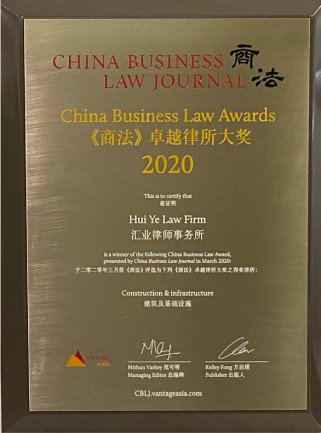 CHINA BUSINESS 商法
LAW JOURNAL
China Business Law Awards
《商法》卓越律所大奖
2020
This is to certify that
兹证明
Hui Ye Law Firm
汇业律师事务所
is a winner of the following China Business Law Award,
presented by China Business Law Journal in March 2020:
于二零二零年三月获《商法》评选为下列《商法》卓越律所大奖之得奖律所:
Construction & infrastructure
建筑及基础设施
vantage
Asia
Mithun Varkey 范可明
Managing Editor 总编辑
Kelley Fong 方启瑾
Publisher 出版人
CBLJ.vantageasia.com